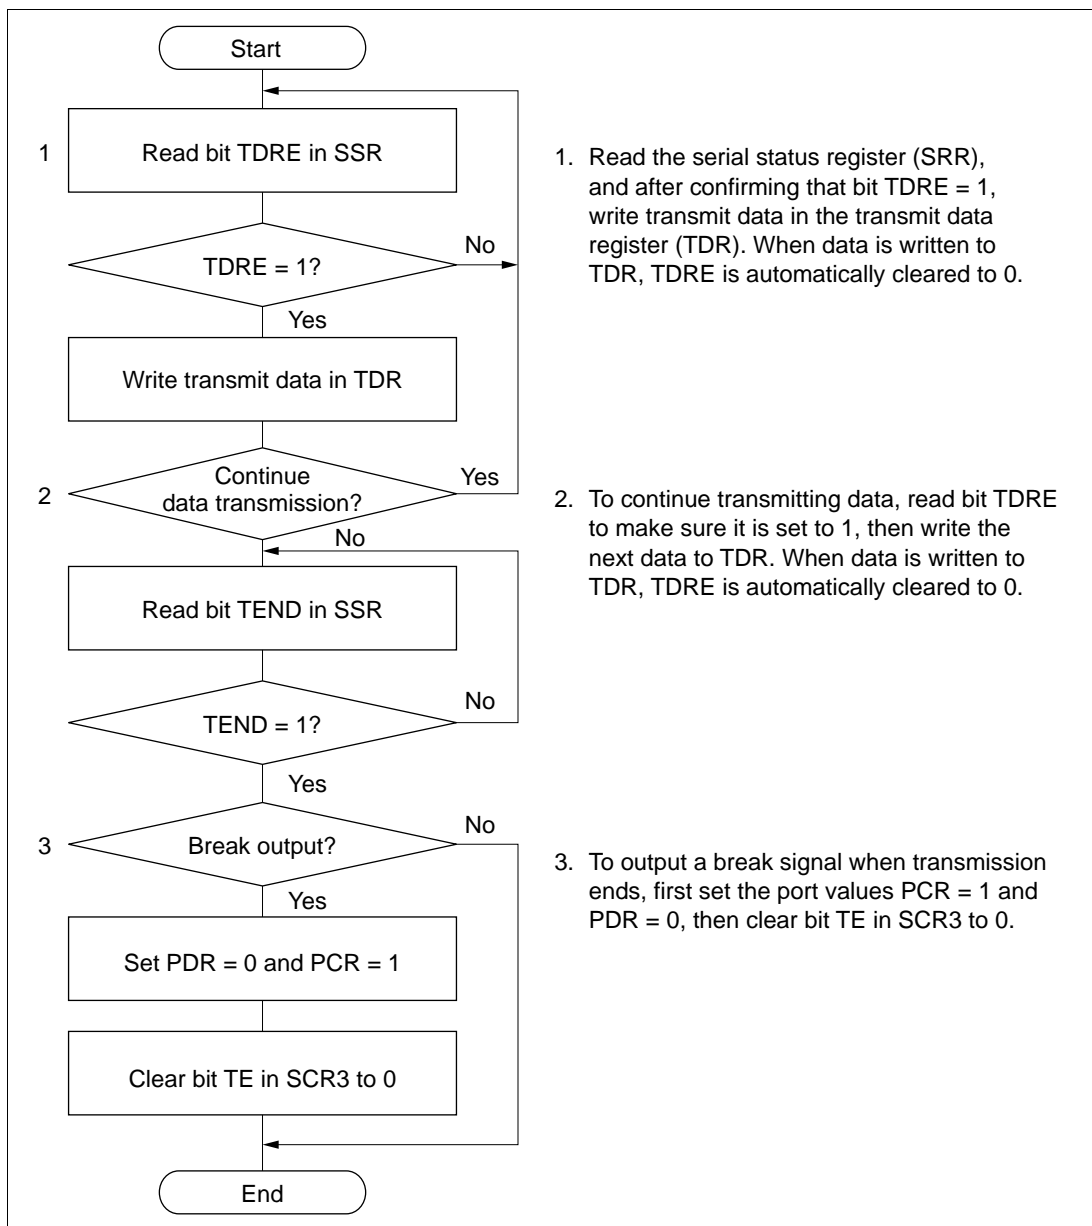 Start
1
Read bit TDRE in SSR
TDRE = 1?
No
Yes
Write transmit data in TDR
2
Continue
data transmission?
Yes
No
Read bit TEND in SSR
TEND = 1?
No
Yes
3
Break output?
No
Yes
Set PDR = 0 and PCR = 1
Clear bit TE in SCR3 to 0
End
1. Read the serial status register (SRR),
and after confirming that bit TDRE = 1,
write transmit data in the transmit data
register (TDR). When data is written to
TDR, TDRE is automatically cleared to 0.
2. To continue transmitting data, read bit TDRE
to make sure it is set to 1, then write the
next data to TDR. When data is written to
TDR, TDRE is automatically cleared to 0.
3. To output a break signal when transmission
ends, first set the port values PCR = 1 and
PDR = 0, then clear bit TE in SCR3 to 0.